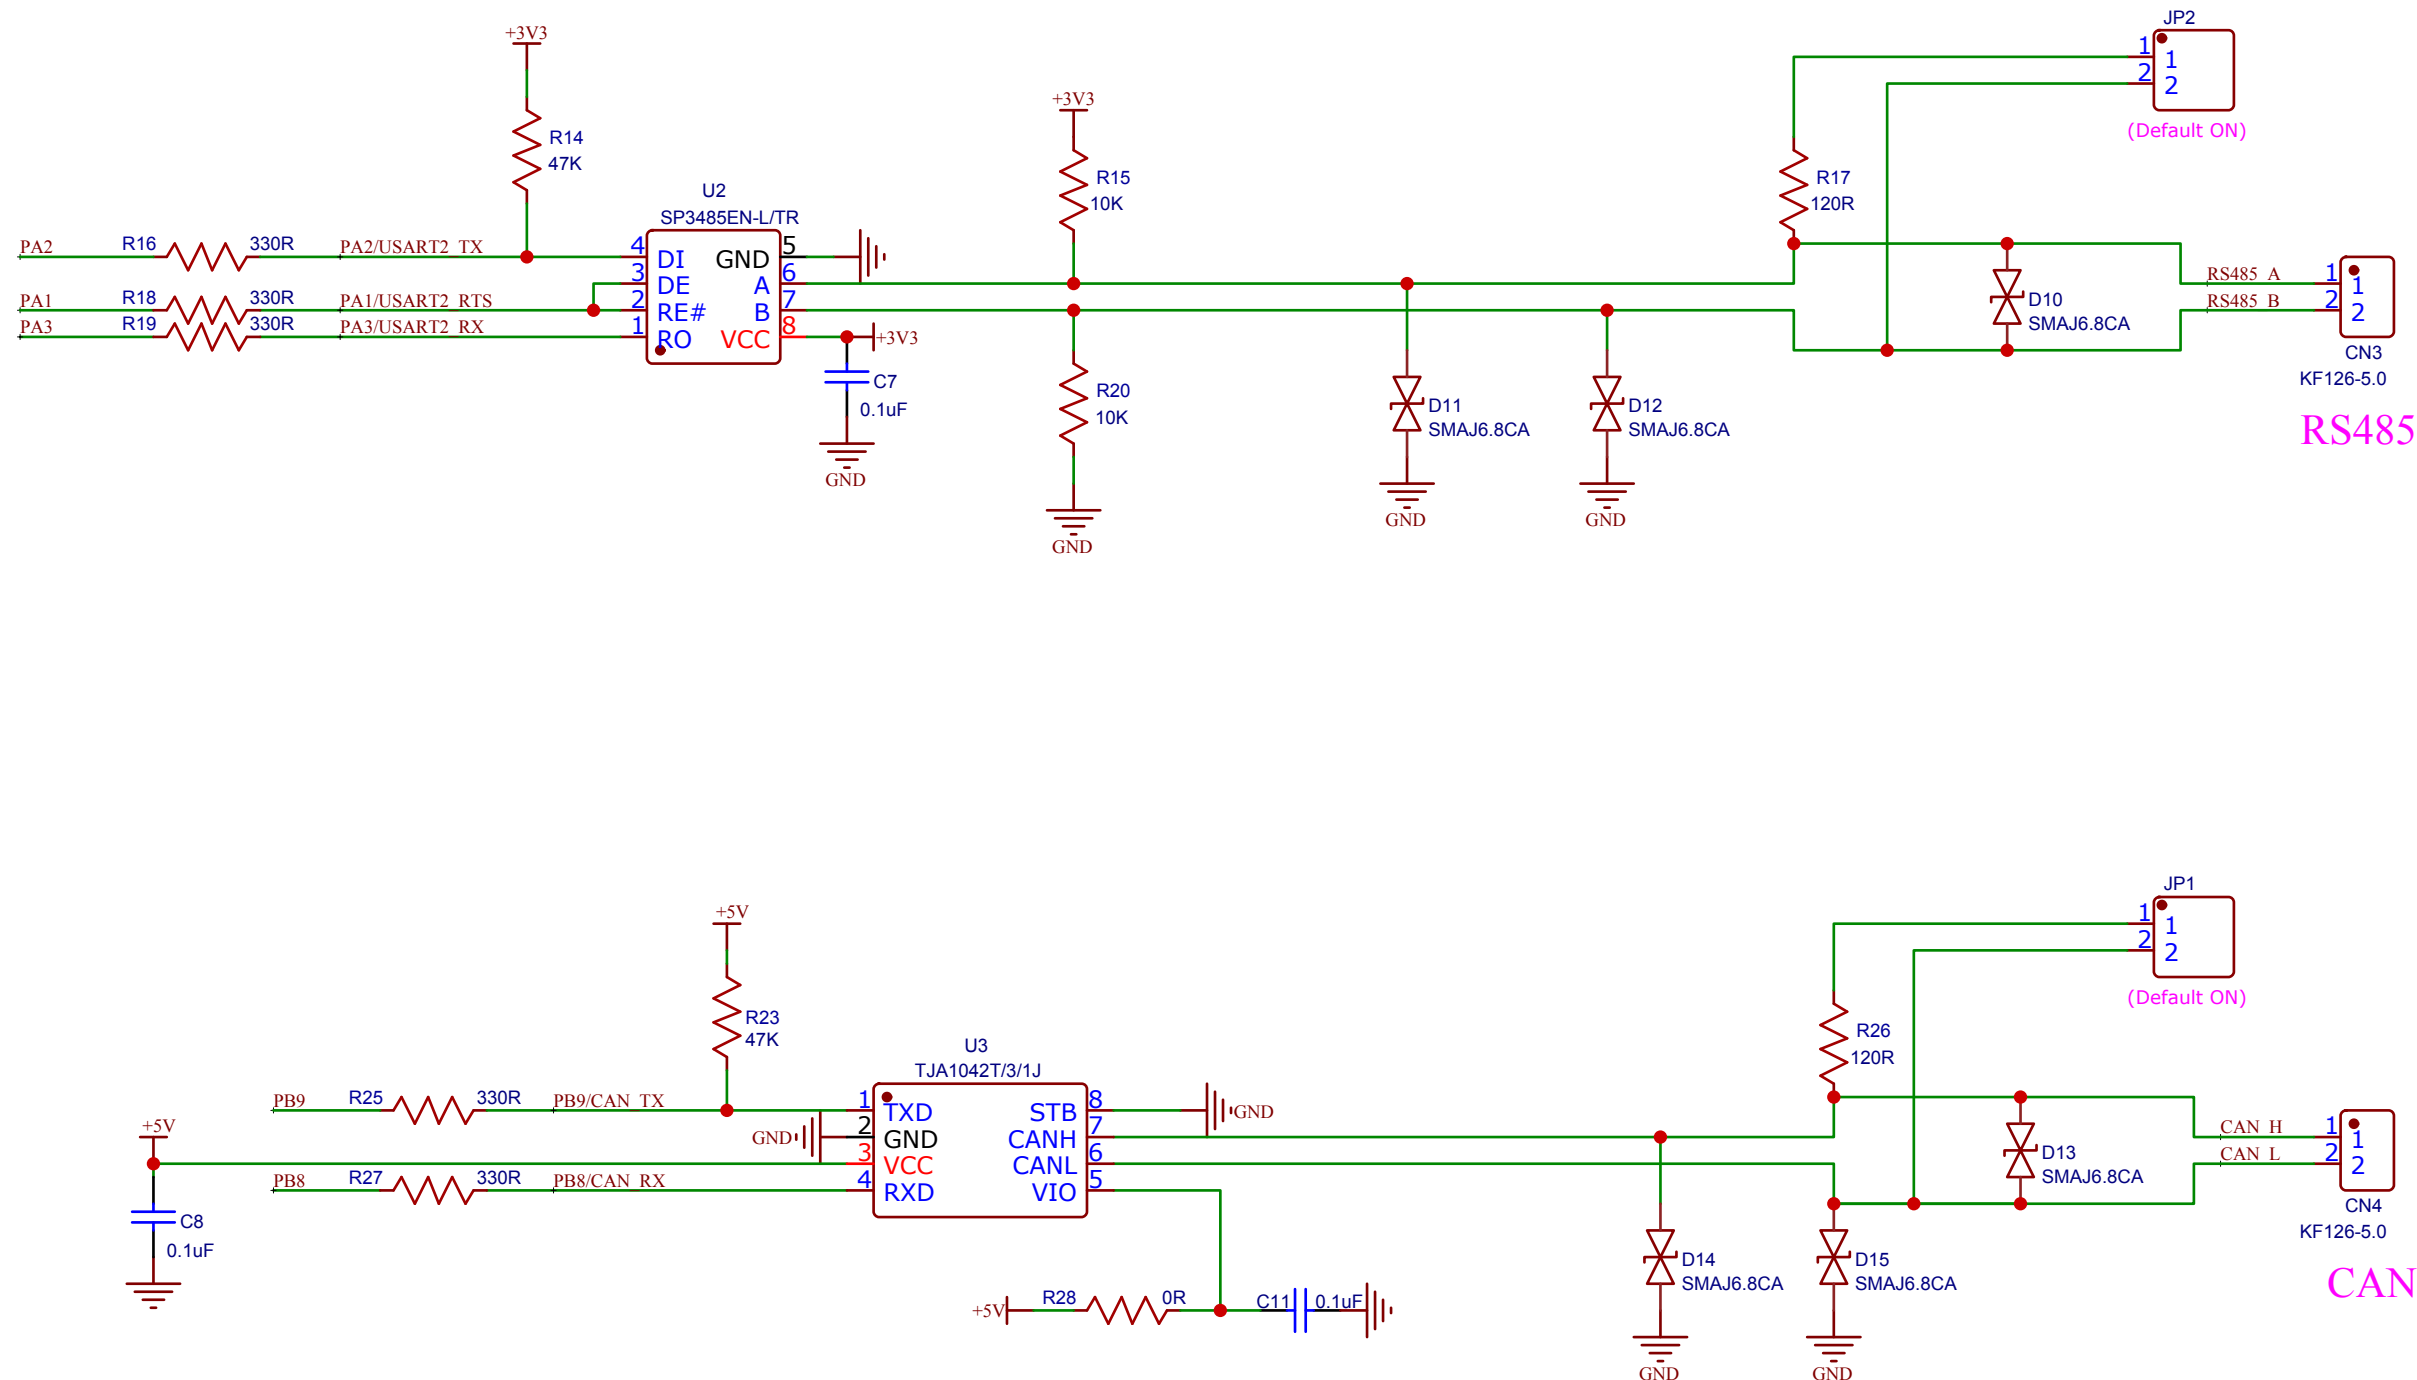 JP2
+3V3
1
1
2
2
+3V3
(Default ON)
R14
47K
R15
10K
R17
120R
U2
SP3485EN-L/TR
PA2
R16
330R
PA2/USART2_TX
4
DI
GND
5
3
DE
A
6
PA1
R18
330R
PA1/USART2_RTS
2
RE#
B
7
PA3
R19
330R
PA3/USART2_RX
1
RO
VCC
8
+3V3
RS485_A
1
1
RS485_B
2
2
D10
SMAJ6.8CA
CN3
KF126-5.0
C7
0.1uF
R20
10K
D11
SMAJ6.8CA
D12
SMAJ6.8CA
RS485
GND
GND
GND
GND
JP1
+5V
1
1
2
2
(Default ON)
R23
47K
R26
120R
U3
TJA1042T/3/1J
PB9
R25
330R
PB9/CAN_TX
1
TXD
STB
8
GND
+5V
GND
2
GND
CANH
7
3
VCC
CANL
6
PB8
R27
330R
PB8/CAN_RX
4
RXD
VIO
5
CAN_H
1
1
CAN_L
2
2
D13
SMAJ6.8CA
CN4
KF126-5.0
C8
0.1uF
D14
SMAJ6.8CA
D15
SMAJ6.8CA
CAN
+5V
R28
0R
C11
0.1uF
GND
GND